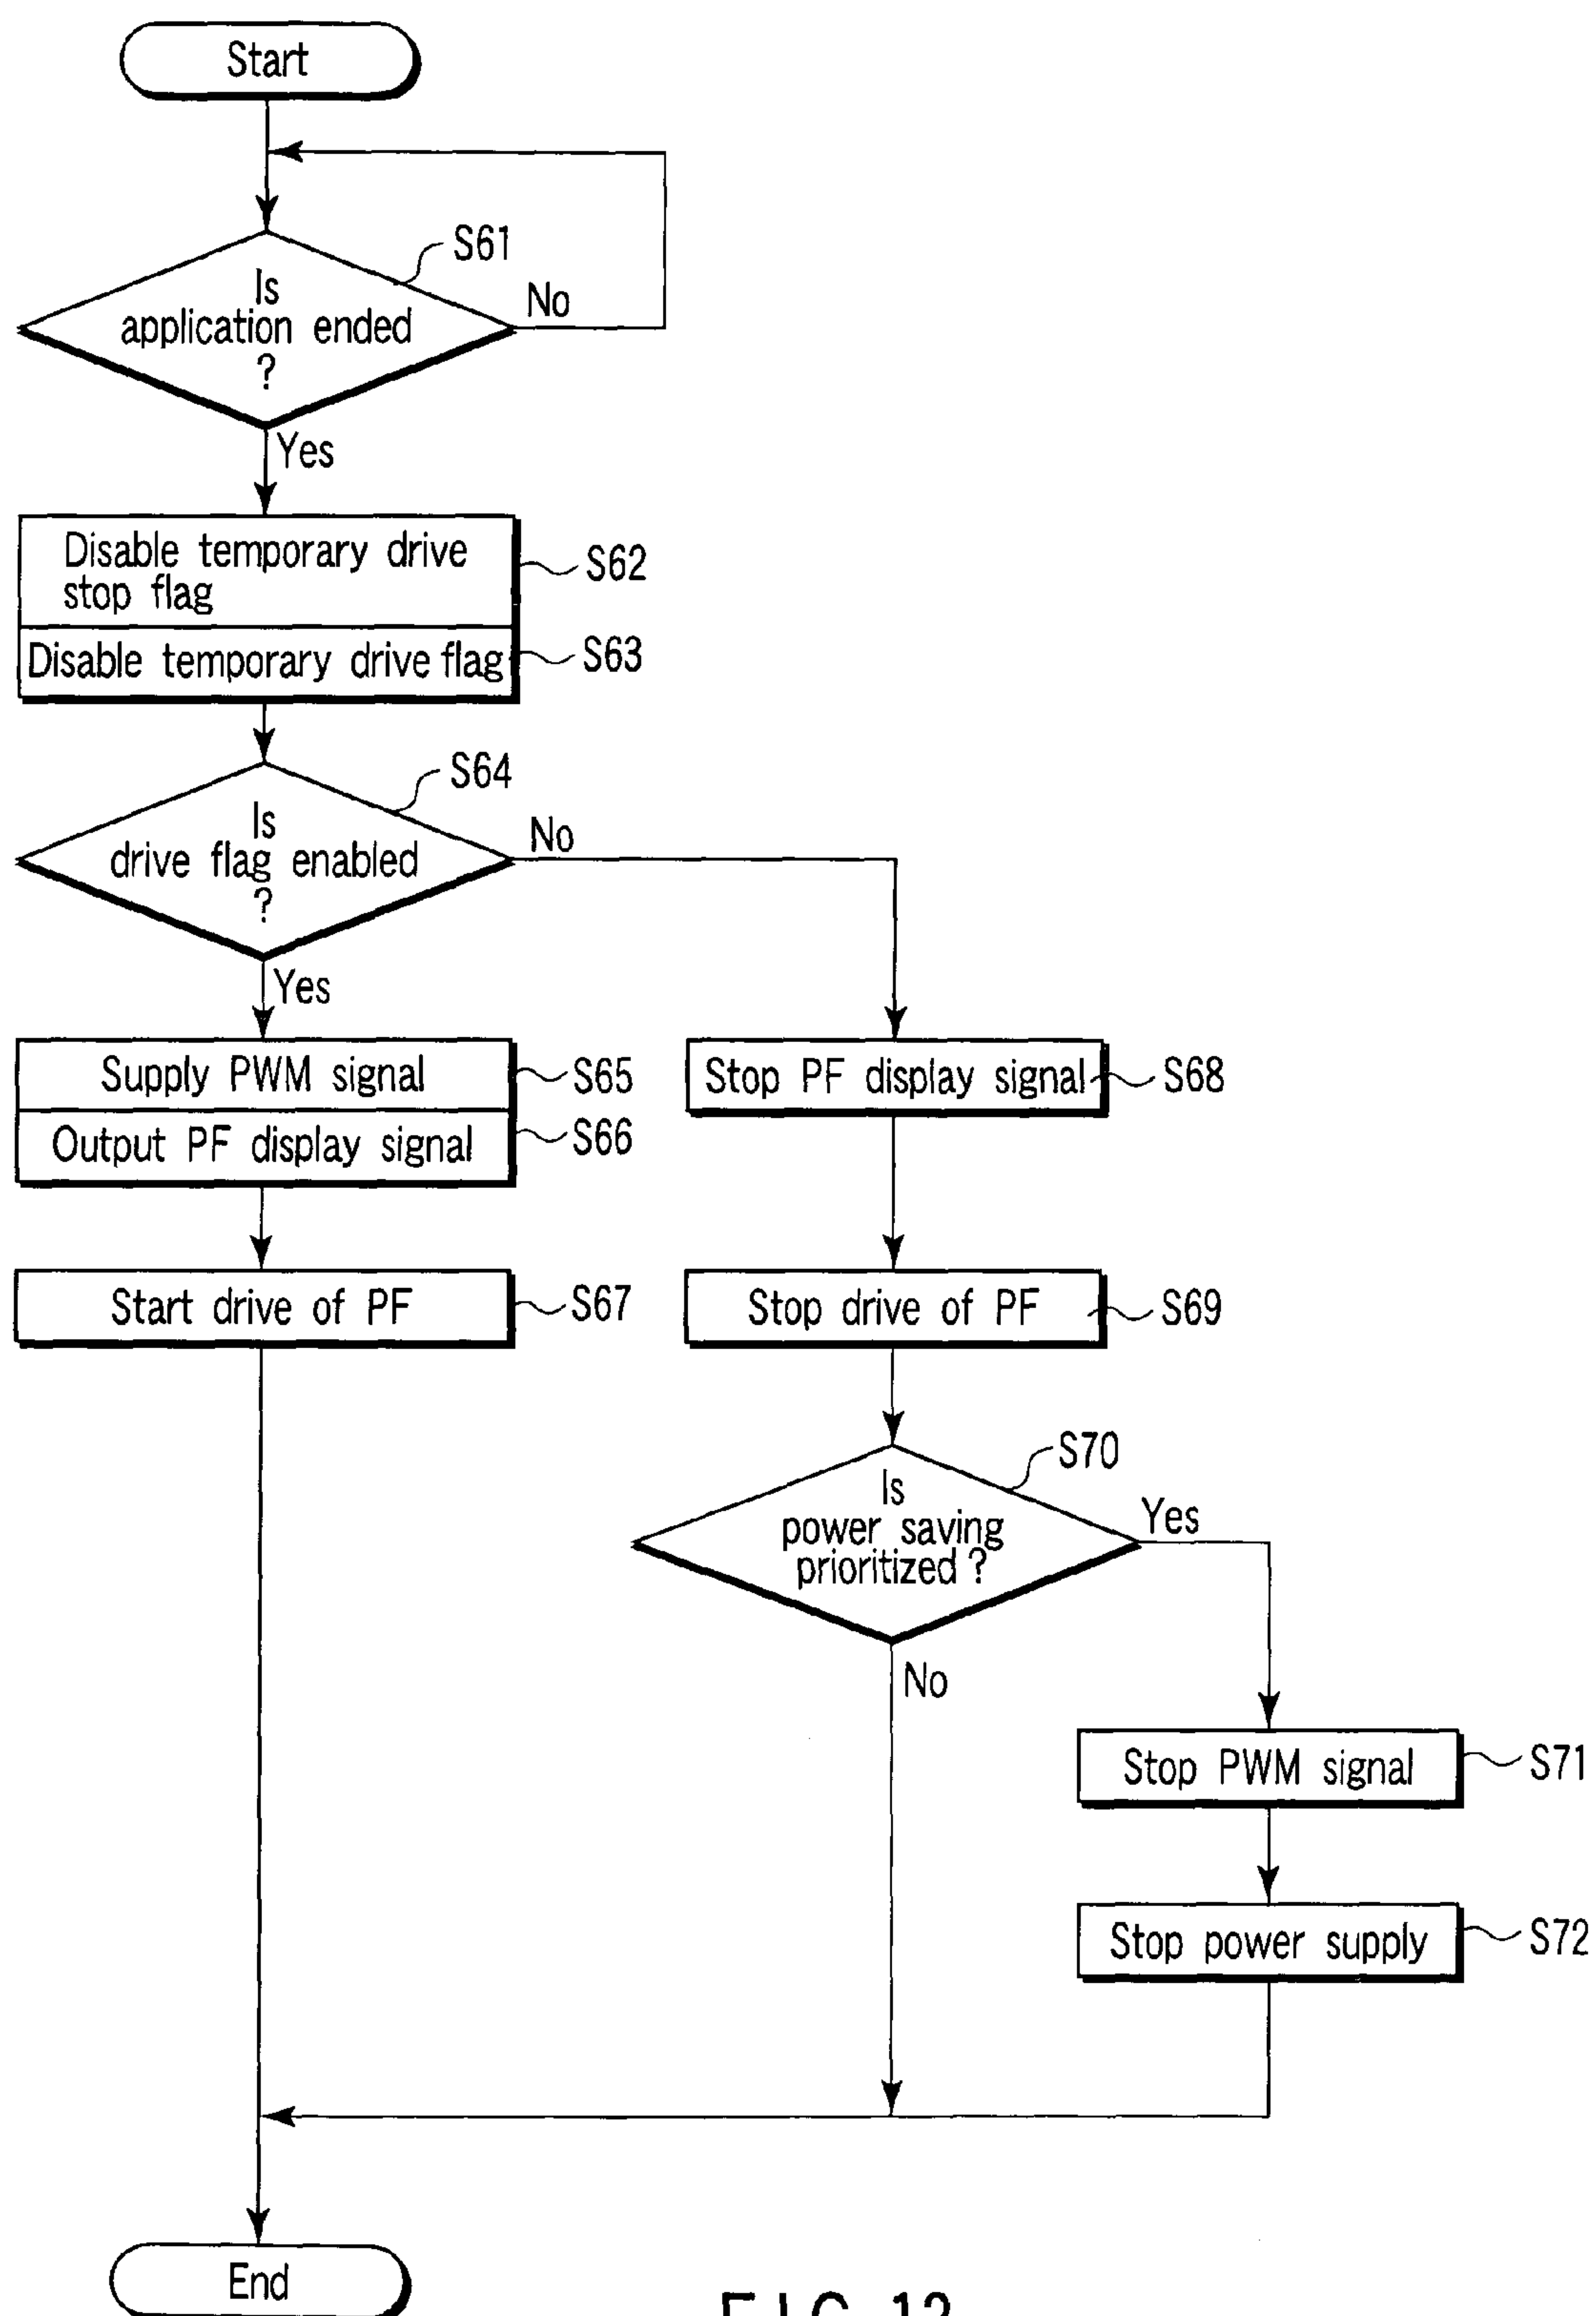 Start
S61
Is
application ended
?
No
Yes
Disable temporary drive
stop flag
S62
Disable temporary drive flag
S63
S64
Is
drive flag enabled
?
No
Yes
Supply PWM signal
S65
Output PF display signal
S66
Stop PF display signal
S68
Start drive of PF
S67
Stop drive of PF
S69
S70
Is
power saving
prioritized ?
Yes
No
Stop PWM signal
S71
Stop power supply
S72
End